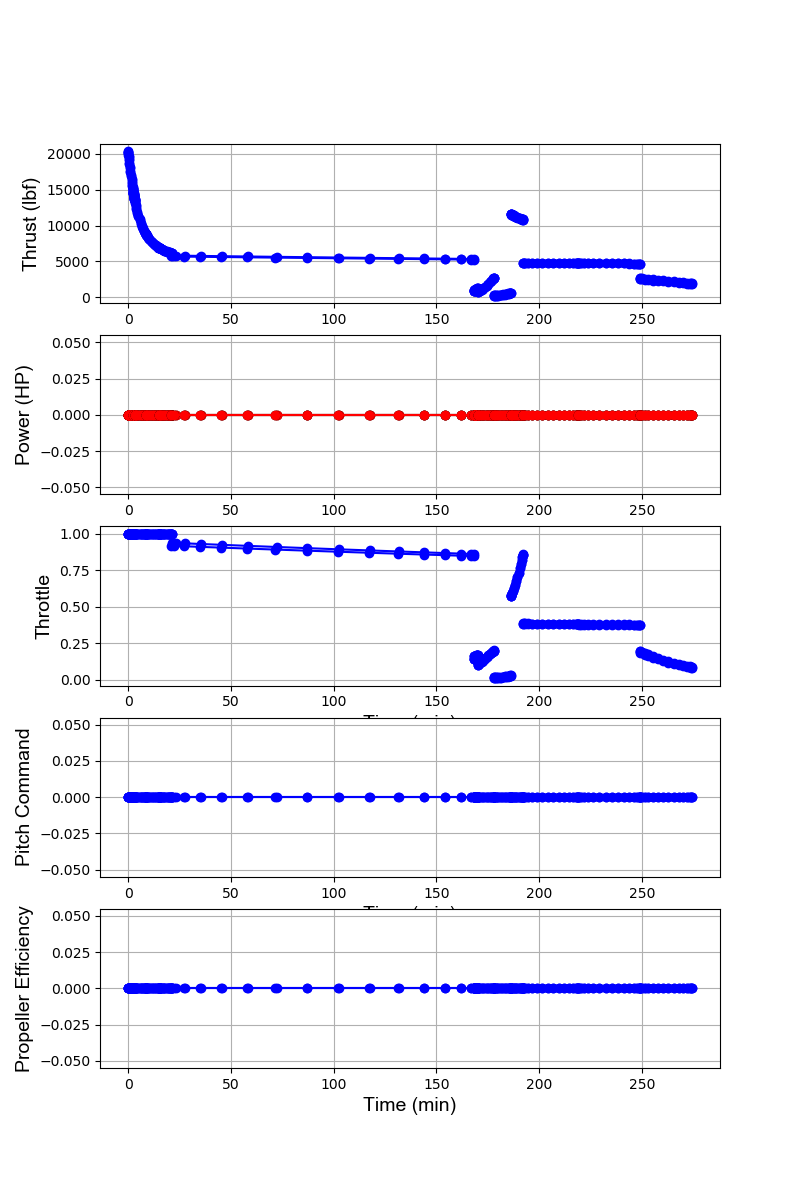 20000
15000
10000
5000
0
Thrust (lbf)
0 50 100 150 200 250
0.050
0.025
0.000
−0.025
−0.050
Power (HP)
0 50 100 150 200 250
1.00
0.75
0.50
0.25
0.00
Throttle
0 50 100 150 200 250
Time (min)
0.050
0.025
0.000
−0.025
−0.050
Pitch Command
0 50 100 150 200 250
Time (min)
0.050
0.025
0.000
−0.025
−0.050
Propeller Efficiency
0 50 100 150 200 250
Time (min)